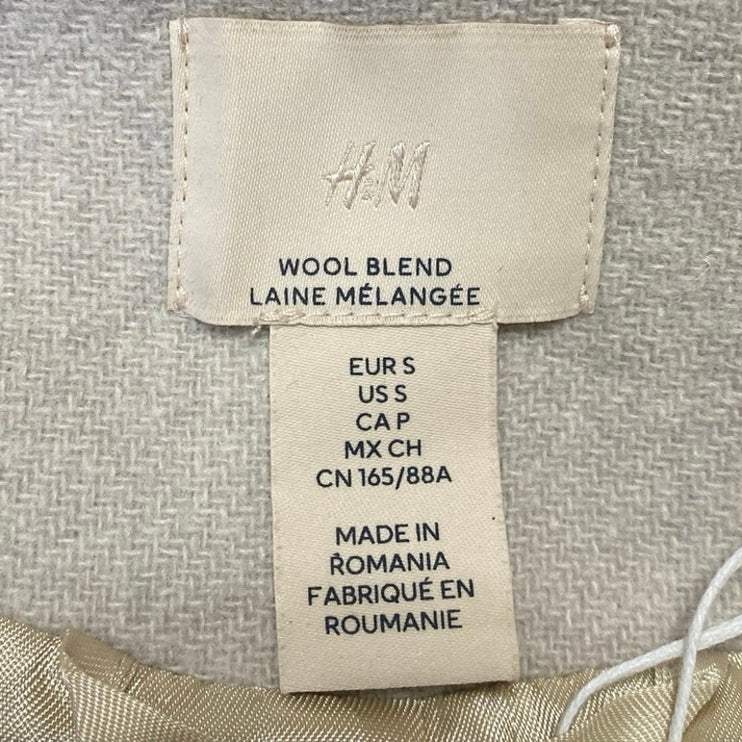 H&M
WOOL BLEND
LAINE MÉLANGÉE
EUR S
US S
CA P
MX CH
CN 165/88A
MADE IN
ROMANIA
FABRIQUÉ EN
ROUMANIE